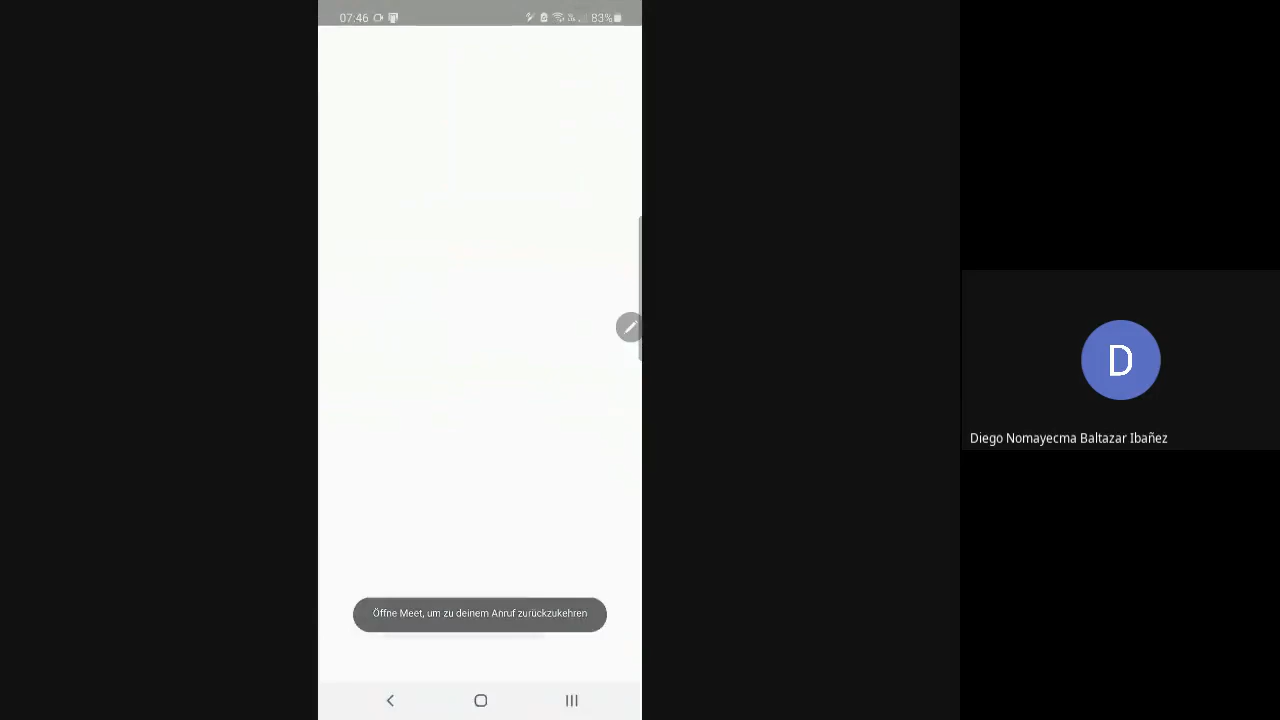 07:46
83%
Öffne Meet, um zu deinem Anruf zurückzukehren
D
Diego Nomayecma Baltazar Ibañez